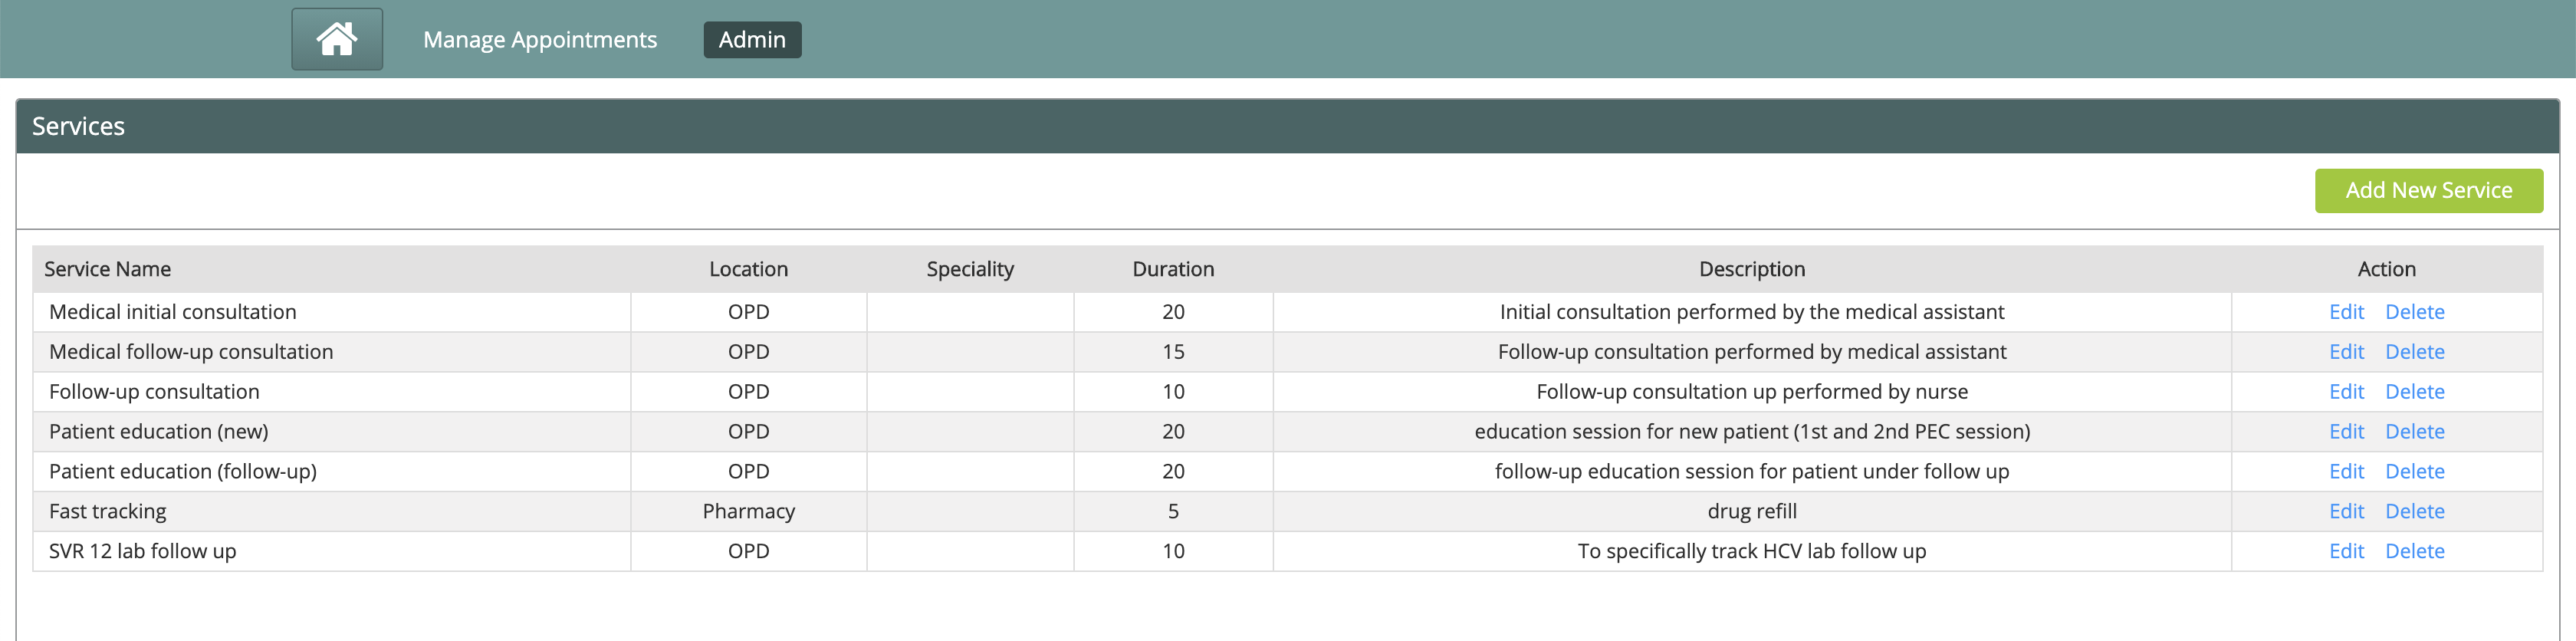 Manage Appointments Admin
Services
Add New Service
Service Name Location Speciality Duration Description Action
Medical initial consultation OPD 20 Initial consultation performed by the medical assistant Edit Delete
Medical follow-up consultation OPD 15 Follow-up consultation performed by medical assistant Edit Delete
Follow-up consultation OPD 10 Follow-up consultation up performed by nurse Edit Delete
Patient education (new) OPD 20 education session for new patient (1st and 2nd PEC session) Edit Delete
Patient education (follow-up) OPD 20 follow-up education session for patient under follow up Edit Delete
Fast tracking Pharmacy 5 drug refill Edit Delete
SVR 12 lab follow up OPD 10 To specifically track HCV lab follow up Edit Delete